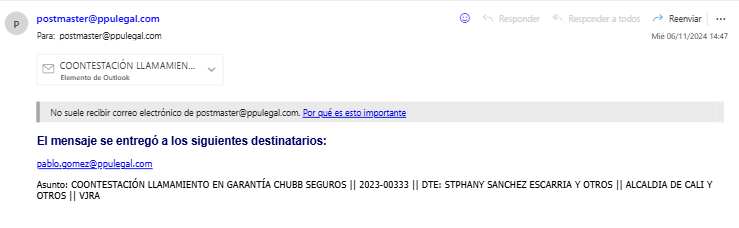 P
postmaster@ppulegal.com
Responder Responder a todos Reenviar ...
Para: postmaster@ppulegal.com
Mié 06/11/2024 14:47
COONTESTACIÓN LLAMAMIEN...
Elemento de Outlook
No suele recibir correo electrónico de postmaster@ppulegal.com. Por qué es esto importante
El mensaje se entregó a los siguientes destinatarios:
pablo.gomez@ppulegal.com
Asunto: COONTESTACIÓN LLAMAMIENTO EN GARANTÍA CHUBB SEGUROS || 2023-00333 || DTE: STPHANY SANCHEZ ESCARRIA Y OTROS || ALCALDIA DE CALI Y
OTROS || VJRA